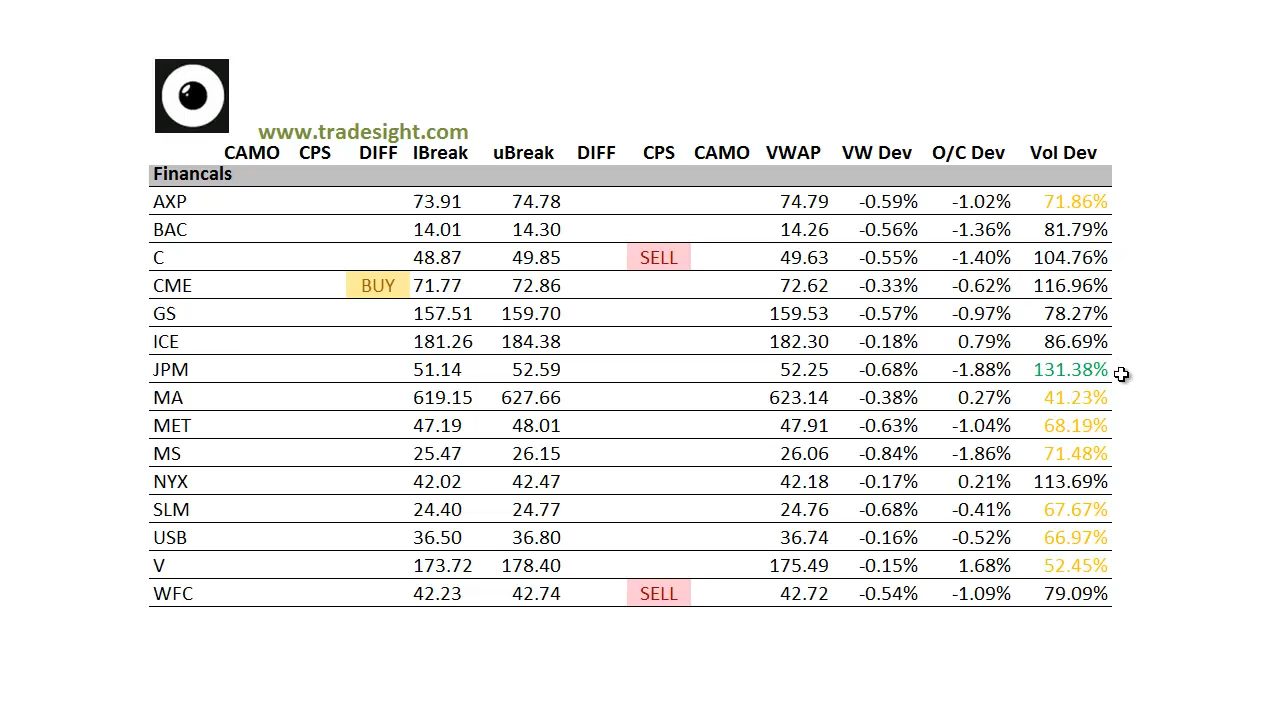 www.tradesight.com
CAMO CPS DIFF lBreak uBreak DIFF CPS CAMO VWAP VW Dev O/C Dev Vol Dev
Financals
AXP 73.91 74.78 74.79 -0.59% -1.02% 71.86%
BAC 14.01 14.30 14.26 -0.56% -1.36% 81.79%
C 48.87 49.85 SELL 49.63 -0.55% -1.40% 104.76%
CME BUY 71.77 72.86 72.62 -0.33% -0.62% 116.96%
GS 157.51 159.70 159.53 -0.57% -0.97% 78.27%
ICE 181.26 184.38 182.30 -0.18% 0.79% 86.69%
JPM 51.14 52.59 52.25 -0.68% -1.88% 131.38%
MA 619.15 627.66 623.14 -0.38% 0.27% 41.23%
MET 47.19 48.01 47.91 -0.63% -1.04% 68.19%
MS 25.47 26.15 26.06 -0.84% -1.86% 71.48%
NYX 42.02 42.47 42.18 -0.17% 0.21% 113.69%
SLM 24.40 24.77 24.76 -0.68% -0.41% 67.67%
USB 36.50 36.80 36.74 -0.16% -0.52% 66.97%
V 173.72 178.40 175.49 -0.15% 1.68% 52.45%
WFC 42.23 42.74 SELL 42.72 -0.54% -1.09% 79.09%